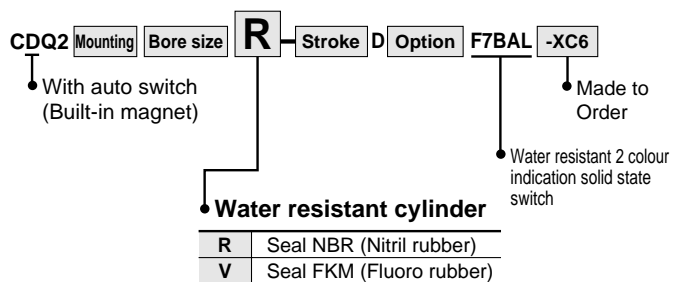 CDQ2 Mounting Bore size R - Stroke D Option F7BAL -XC6
With auto switch
(Built-in magnet)
Made to
Order
Water resistant 2 colour
indication solid state
switch
Water resistant cylinder
R Seal NBR (Nitril rubber)
V Seal FKM (Fluoro rubber)